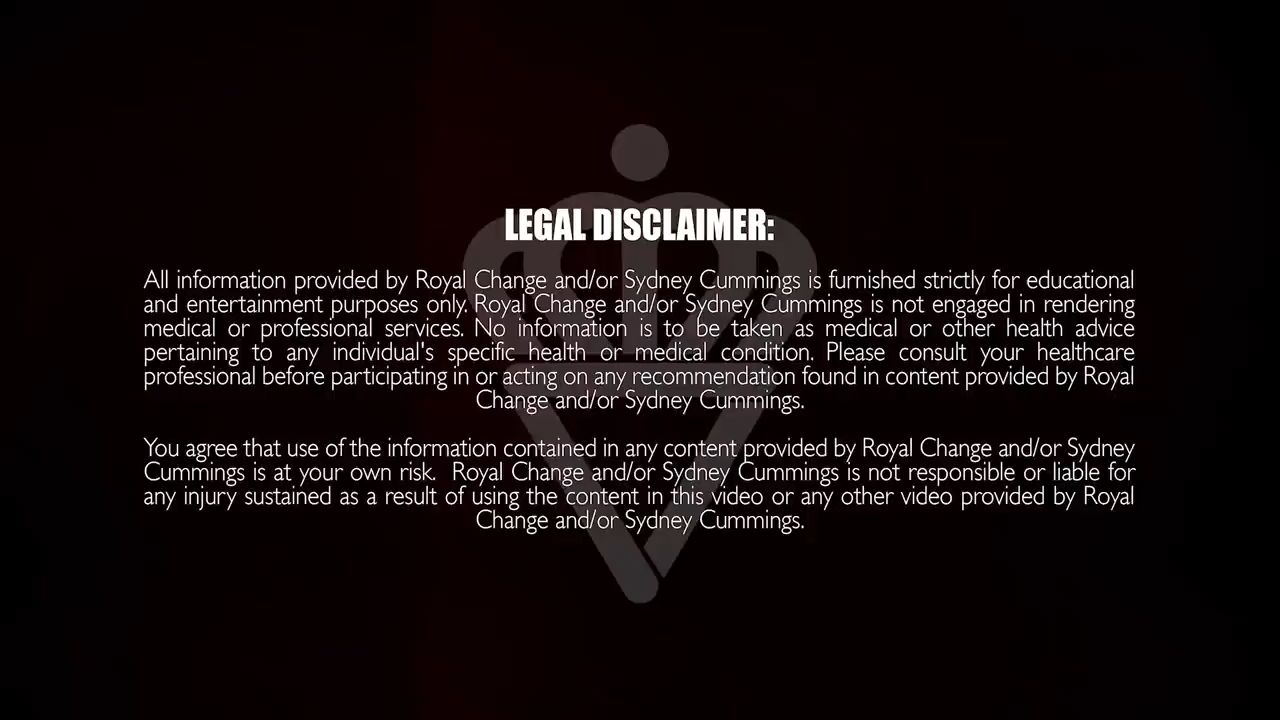 LEGAL DISCLAIMER:
All information provided by Royal Change and/or Sydney Cummings is furnished strictly for educational
and entertainment purposes only. Royal Change and/or Sydney Cummings is not engaged in rendering
medical or professional services. No information is to be taken as medical or other health advice
pertaining to any individual's specific health or medical condition. Please consult your healthcare
professional before participating in or acting on any recommendation found in content provided by Royal
Change and/or Sydney Cummings.
You agree that use of the information contained in any content provided by Royal Change and/or Sydney
Cummings is at your own risk.  Royal Change and/or Sydney Cummings is not responsible or liable for
any injury sustained as a result of using the content in this video or any other video provided by Royal
Change and/or Sydney Cummings.